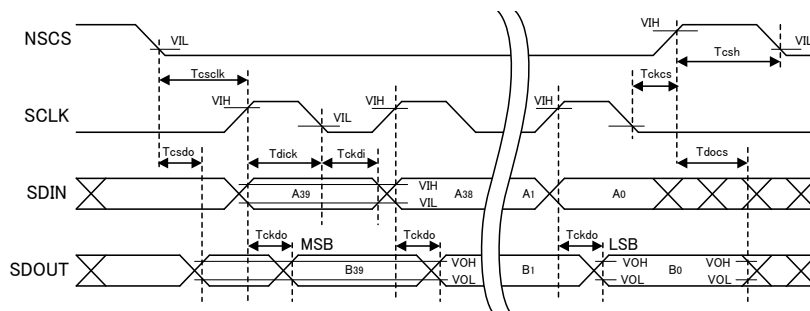 NSCS VIL VIH VIL
Tcsclk Tckcs Tcsh
SCLK VIH VIL VIH VIH
Tcsdo Tdick Tckdi Tdocs
SDIN A39 VIH VIL A38 A1 A0
Tckdo MSB Tckdo Tckdo LSB
SDOUT B39 VOH VOL B1 VOH VOL B0 VOH VOL